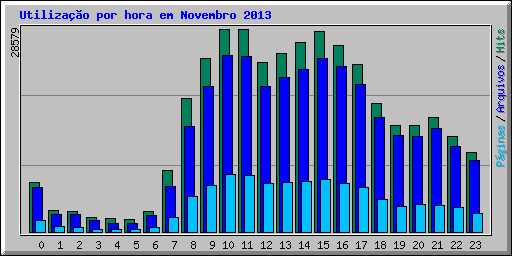 Utilização por hora em Novembro 2013
28579
Páginas / Arquivos / Hits
0 1 2 3 4 5 6 7 8 9 10 11 12 13 14 15 16 17 18 19 20 21 22 23